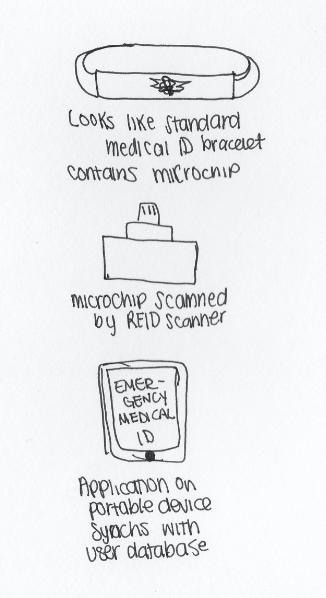 Looks like standard
medical ID bracelet
contains microchip
microchip scanned
by RFID scanner
EMER-
GENCY
MEDICAL
ID
Application on
portable device
synchs with
user database